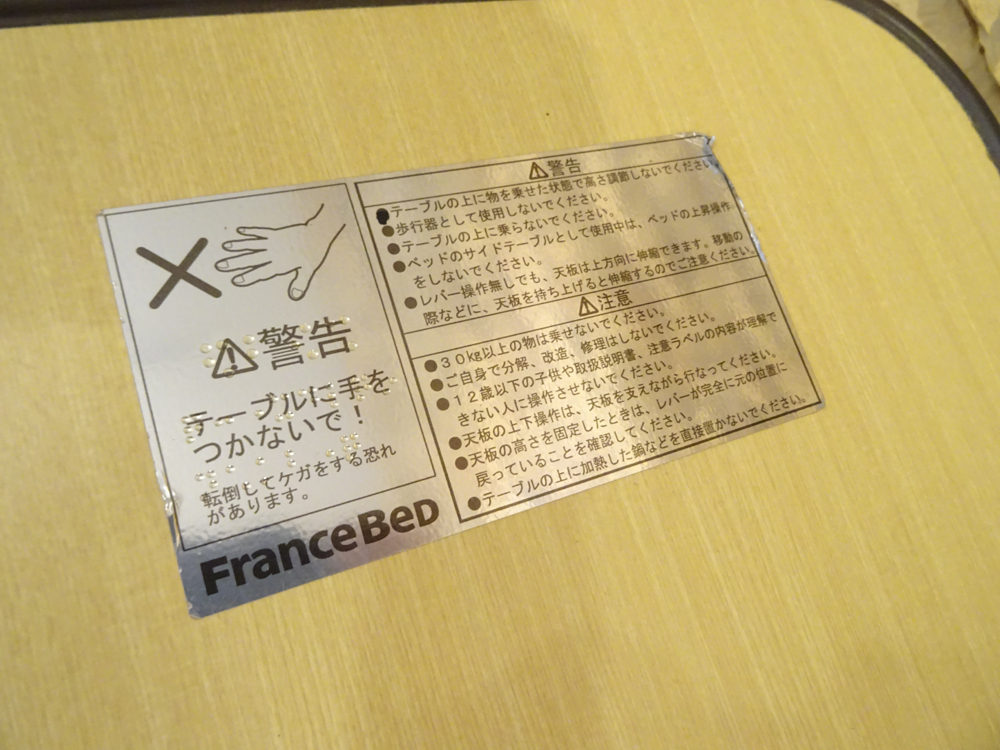 警告
テーブルに手を
つかないで!
転倒してケガをする恐れ
があります。
FranceBeD
警告
●テーブルの上に物を乗せた状態で高さ調節しないでください
●歩行器として使用しないでください。
●テーブルの上に乗らないでください。
●ベッドのサイドテーブルとして使用中は、ベッドの上昇操作
をしないでください。
●レバー操作無しでも、天板は上方向に伸縮できます。移動の
際などに、天板を持ち上げると伸縮するのでご注意ください。
注意
●30kg以上の物は乗せないでください。
●ご自身で分解、改造、修理はしないでください。
●12歳以下の子供や取扱説明書、注意ラベルの内容が理解で
きない人に操作させないでください。
●天板の上下操作は、天板を支えながら行なってください。
●天板の高さを固定したときは、レバーが完全に元の位置に
戻っていることを確認してください。
●テーブルの上に加熱した鍋などを直接置かないでください。